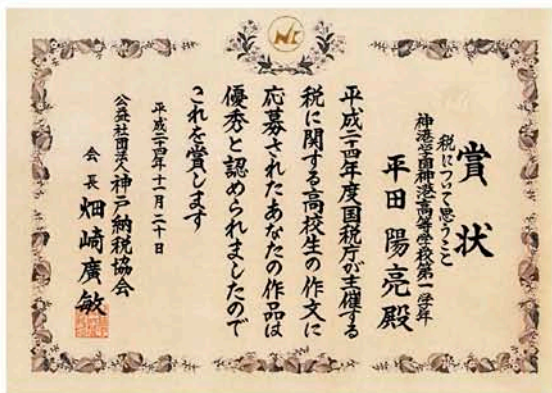 賞状
税について思うこと
神港学園神港高等学校第一学年
平田陽亮殿
平成二十四年度国税庁が主催する
税に関する高校生の作文に
応募されたあなたの作品は
優秀と認められましたので
これを賞します
平成二十四年十一月二十日
公益社団法人神戸納税協会
会長 畑崎廣敏